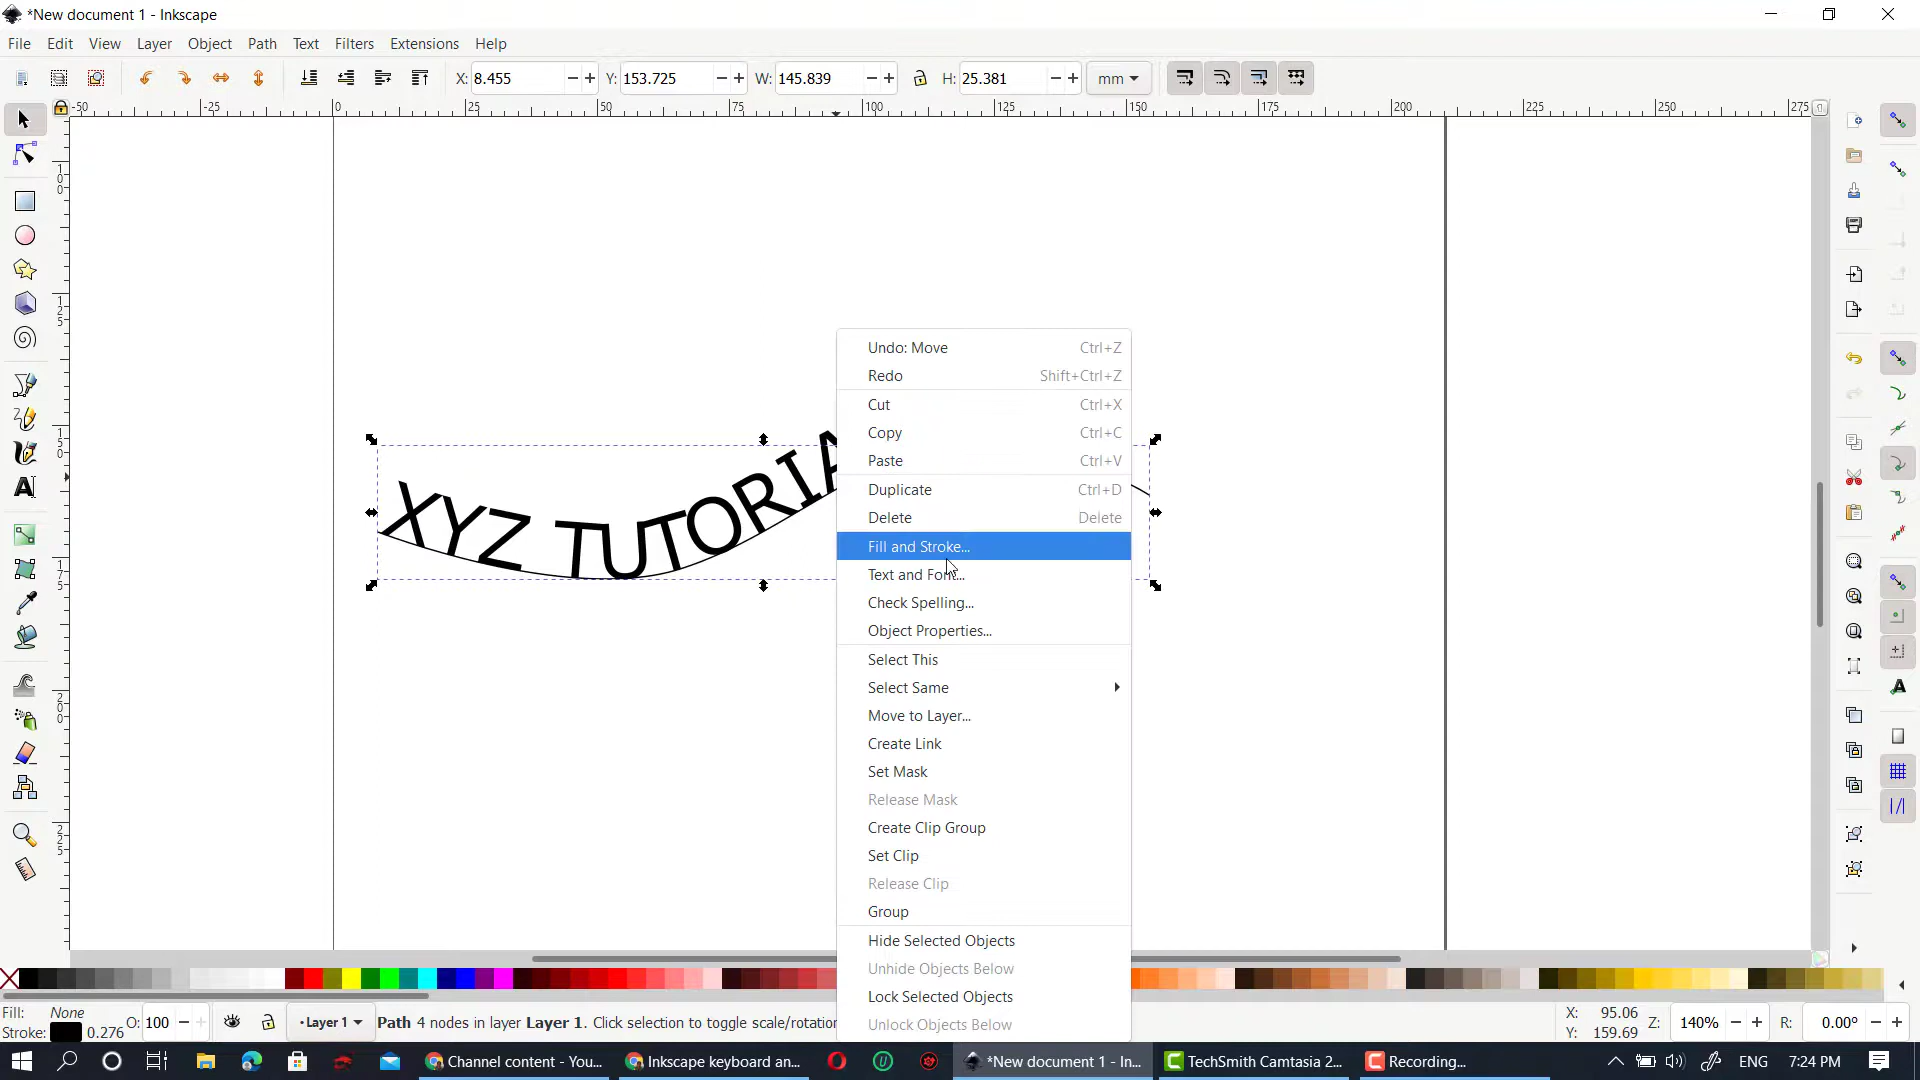 *New document 1 - Inkscape
File Edit View Layer Object Path Text Filters Extensions Help
X: 8.455 Y: 153.725 W: 145.839 H: 25.381 mm
-50 -25 0 25 50 75 100 125 150 175 200 225 250 275
100
125
150
175
200
225
XYZ TUTORIA
Undo: Move Ctrl+Z
Redo Shift+Ctrl+Z
Cut Ctrl+X
Copy Ctrl+C
Paste Ctrl+V
Duplicate Ctrl+D
Delete Delete
Fill and Stroke...
Text and Font...
Check Spelling...
Object Properties...
Select This
Select Same
Move to Layer...
Create Link
Set Mask
Release Mask
Create Clip Group
Set Clip
Release Clip
Group
Hide Selected Objects
Unhide Objects Below
Lock Selected Objects
Unlock Objects Below
Fill: None
Stroke: 0.276 O: 100 Layer 1 Path 4 nodes in layer Layer 1. Click selection to toggle scale/rotation
X: 95.06
Y: 159.69 Z: 140% R: 0.00°
Channel content - You... Inkscape keyboard an... *New document 1 - In... TechSmith Camtasia 2... Recording... ENG 7:24 PM